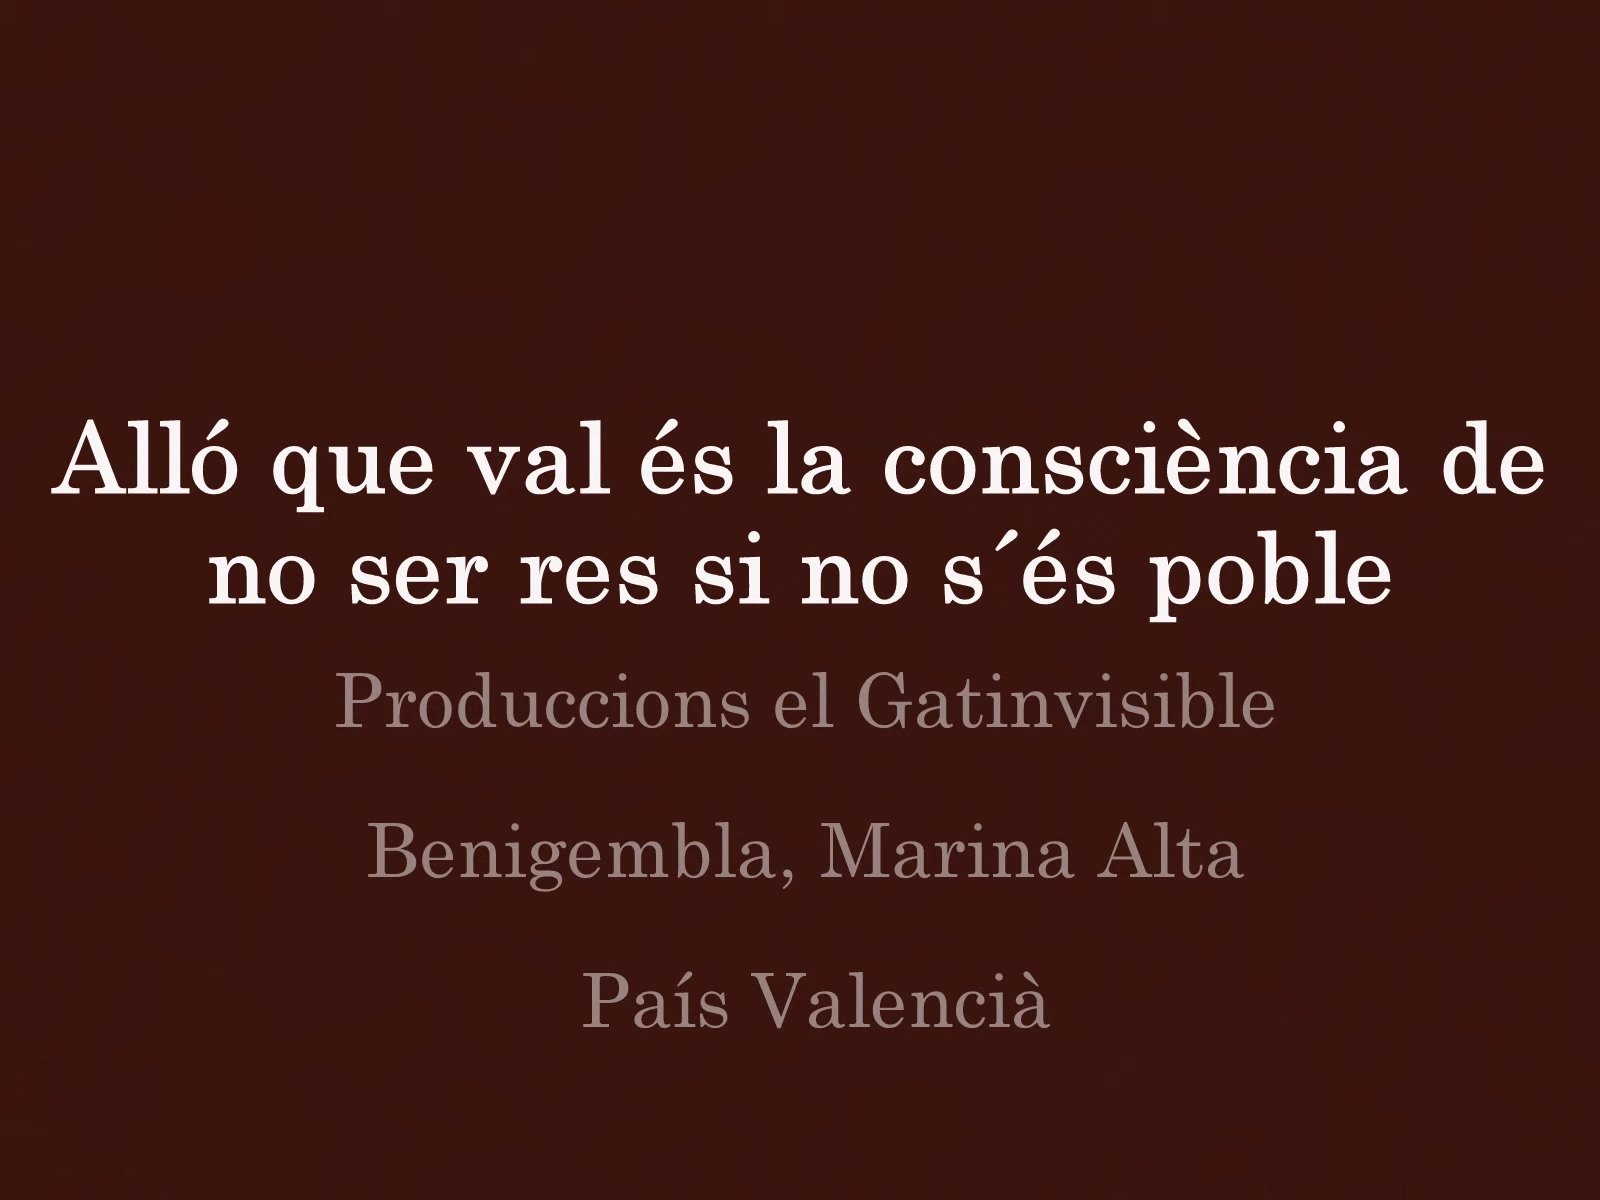 Alló que val és la consciència de
no ser res si no s´és poble
Produccions el Gatinvisible
Benigembla, Marina Alta
País Valencià